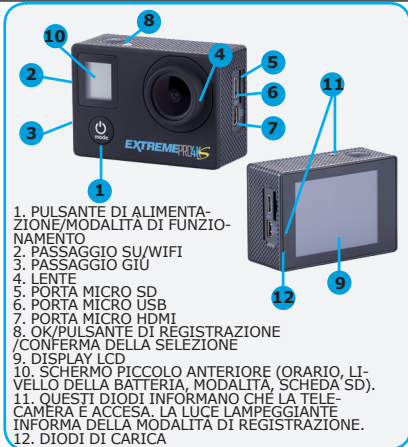 8
10
4
2
5
6
11
3
7
mode
EXTREME PRO4K S
1
12
9
1. PULSANTE DI ALIMENTA-
ZIONE/MODALITÀ DI FUNZIO-
NAMENTO
2. PASSAGGIO SU/WIFI
3. PASSAGGIO GIÙ
4. LENTE
5. PORTA MICRO SD
6. PORTA MICRO USB
7. PORTA MICRO HDMI
8. OK/PULSANTE DI REGISTRAZIONE
/CONFERMA DELLA SELEZIONE
9. DISPLAY LCD
10. SCHERMO PICCOLO ANTERIORE (ORARIO, LI-
VELLO DELLA BATTERIA, MODALITÀ, SCHEDA SD).
11. QUESTI DIODI INFORMANO CHE LA TELE-
CAMERA È ACCESA. LA LUCE LAMPEGGIANTE
INFORMA DELLA MODALITÀ DI REGISTRAZIONE.
12. DIODI DI CARICA